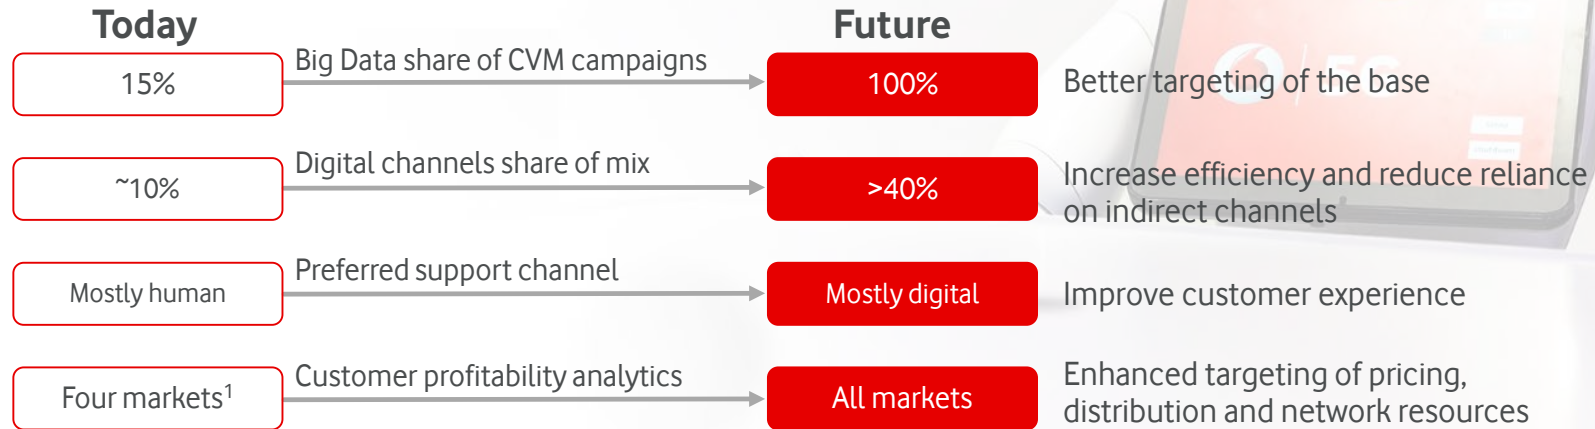 Today
Future
15%
Big Data share of CVM campaigns
100%
Better targeting of the base
~10%
Digital channels share of mix
>40%
Increase efficiency and reduce reliance
on indirect channels
Mostly human
Preferred support channel
Mostly digital
Improve customer experience
Four markets¹
Customer profitability analytics
All markets
Enhanced targeting of pricing,
distribution and network resources